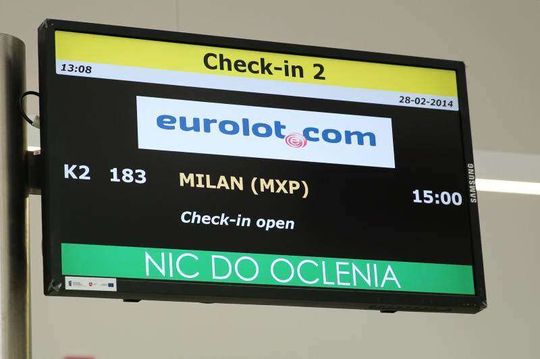 Check-in 2
13:08
28-02-2014
eurolot.com
K2 183 MILAN (MXP) 15:00
Check-in open
NIC DO OCLENIA
SAMSUNG